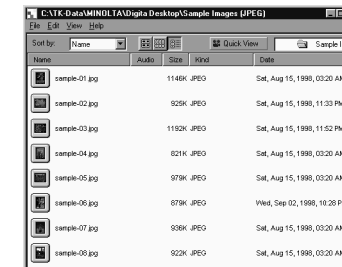 C:\TK-Data\MINOLTA\Digita Desktop\Sample Images (JPEG)
File Edit View Help
Sort by: Name Quick View Sample I
Name Audio Size Kind Date
sample-01.jpg 1146K JPEG Sat, Aug 15, 1998, 03:20 AM
sample-02.jpg 925K JPEG Sat, Aug 15, 1998, 11:33 PM
sample-03.jpg 1192K JPEG Sat, Aug 15, 1998, 11:52 PM
sample-04.jpg 821K JPEG Sat, Aug 15, 1998, 03:20 AM
sample-05.jpg 979K JPEG Sat, Aug 15, 1998, 03:20 AM
sample-06.jpg 879K JPEG Wed, Sep 02, 1998, 10:28 P
sample-07.jpg 936K JPEG Sat, Aug 15, 1998, 03:20 AM
sample-08.jpg 922K JPEG Sat, Aug 15, 1998, 03:20 AM